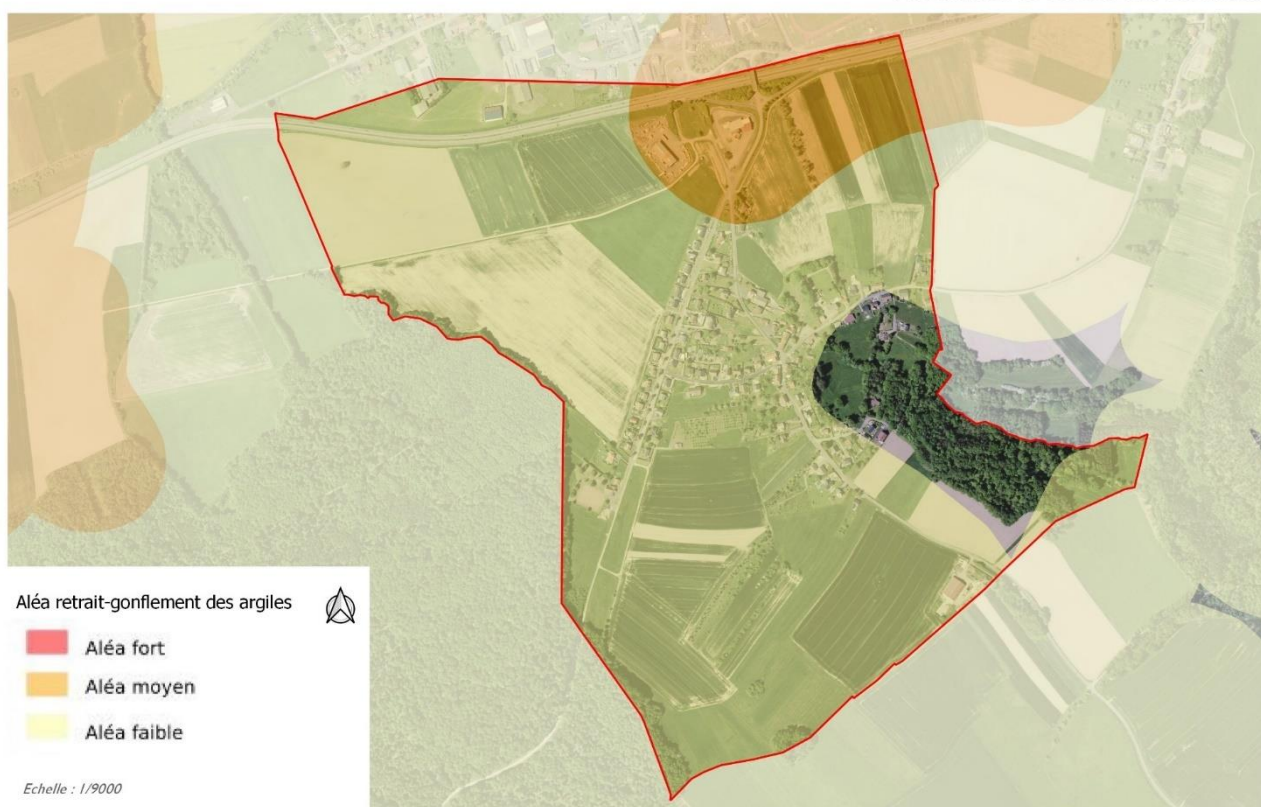 Aléa retrait-gonflement des argiles
Aléa fort
Aléa moyen
Aléa faible
Echelle : 1/9000